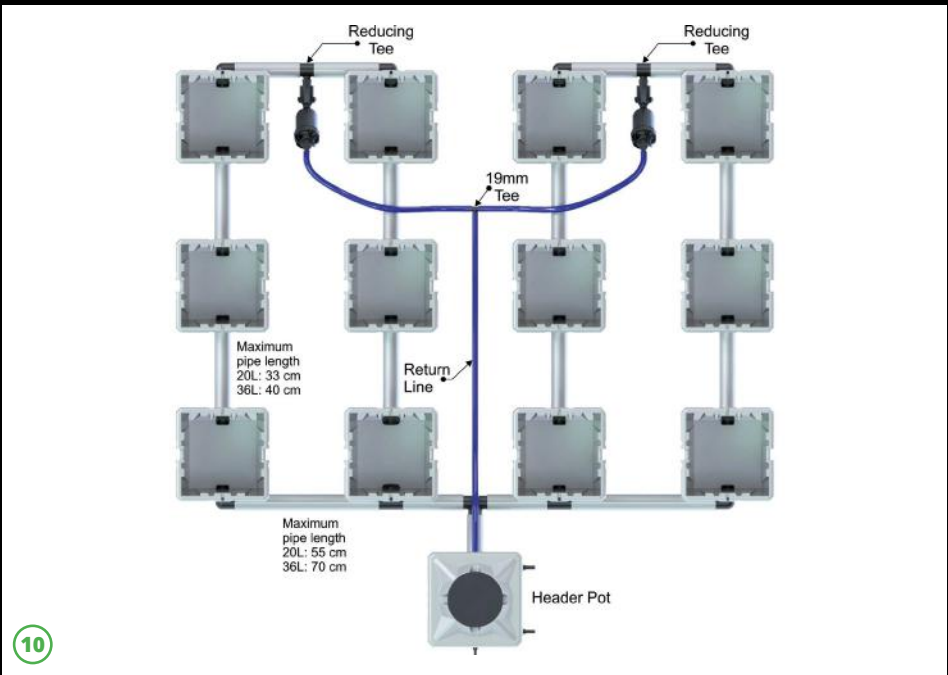 Reducing
Tee
Reducing
Tee
19mm
Tee
Maximum
pipe length
20L: 33 cm
36L: 40 cm
Return
Line
Maximum
pipe length
20L: 55 cm
36L: 70 cm
Header Pot
10